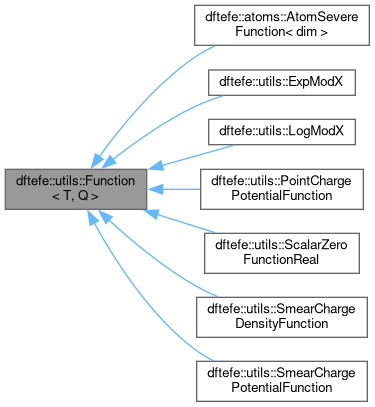 dftefe::atoms::AtomSevere
Function< dim >
dftefe::utils::ExpModX
dftefe::utils::LogModX
dftefe::utils::Function
< T, Q >
dftefe::utils::PointCharge
PotentialFunction
dftefe::utils::ScalarZero
FunctionReal
dftefe::utils::SmearCharge
DensityFunction
dftefe::utils::SmearCharge
PotentialFunction